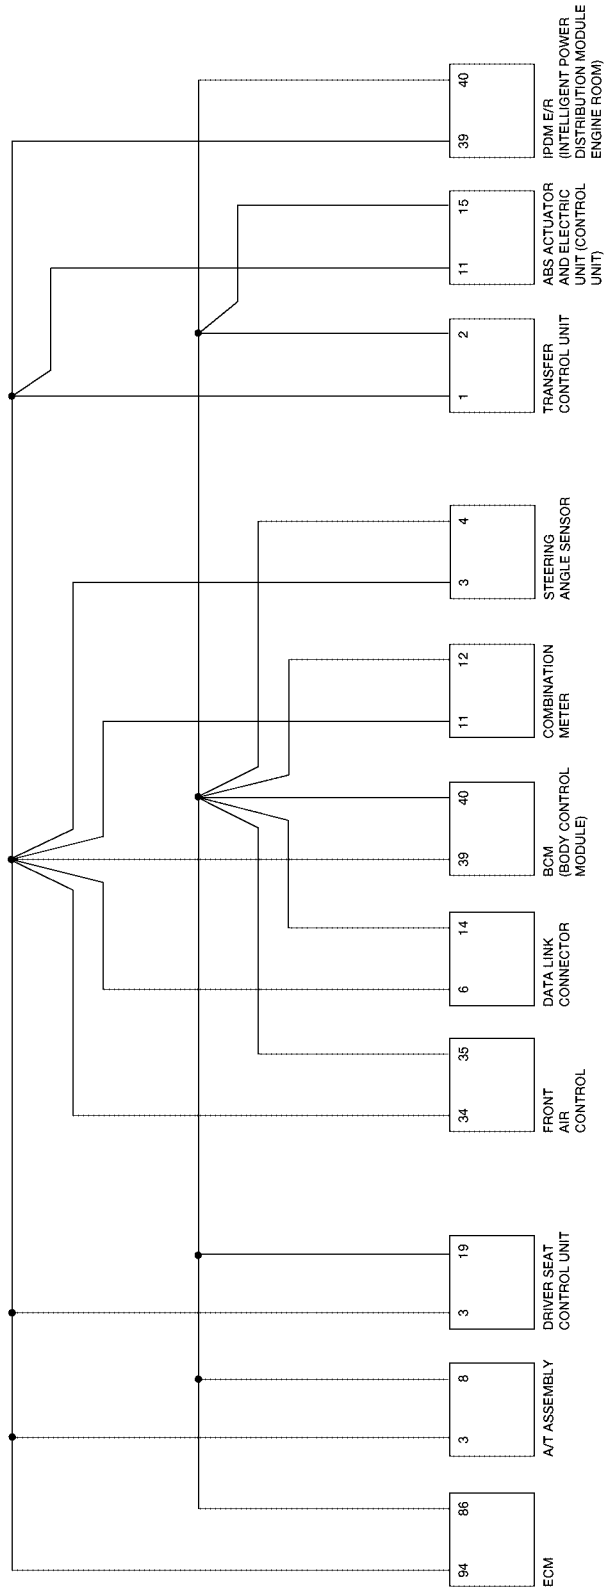 94 86
ECM
3 8
A/T ASSEMBLY
3 19
DRIVER SEAT
CONTROL UNIT
34 35
FRONT
AIR
CONTROL
6 14
DATA LINK
CONNECTOR
39 40
BCM
(BODY CONTROL
MODULE)
11 12
COMBINATION
METER
3 4
STEERING
ANGLE SENSOR
1 2
TRANSFER
CONTROL UNIT
11 15
ABS ACTUATOR
AND ELECTRIC
UNIT (CONTROL
UNIT)
39 40
IPDM E/R
(INTELLIGENT POWER
DISTRIBUTION MODULE
ENGINE ROOM)